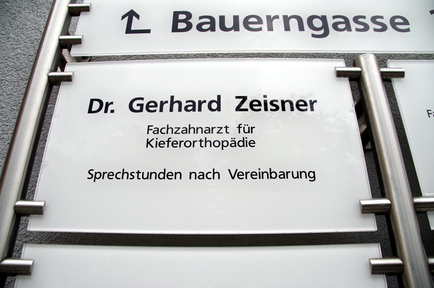 Bauerngasse
Dr. Gerhard Zeisner
Fachzahnarzt für
Kieferorthopädie
Sprechstunden nach Vereinbarung